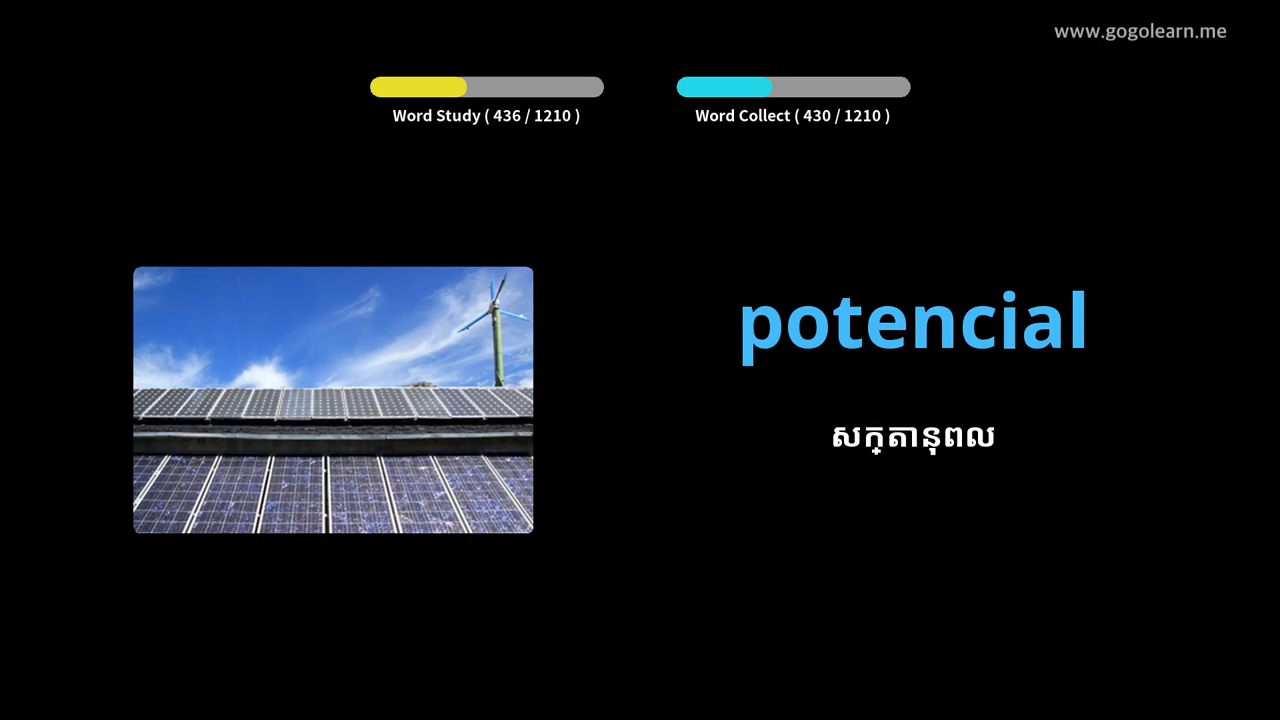 www.gogolearn.me
Word Study ( 436 / 1210 )
Word Collect ( 430 / 1210 )
potencial
សក្តានុពល